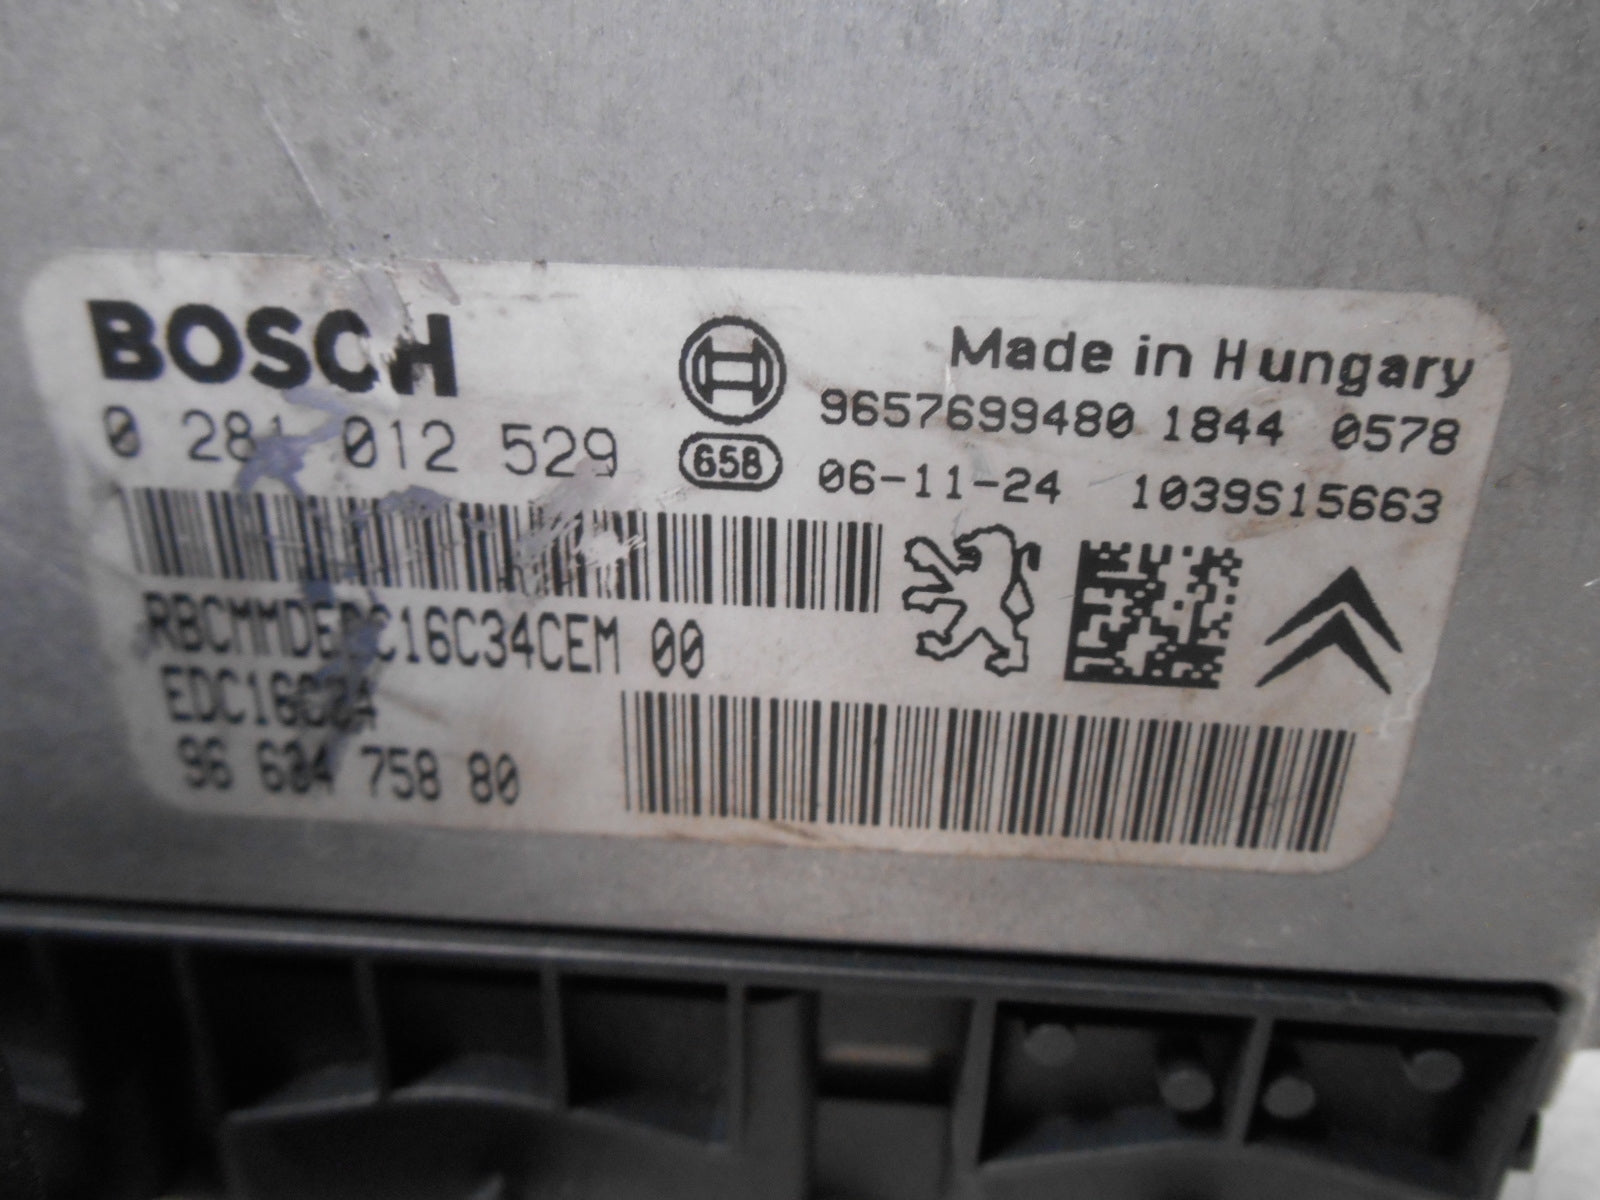 BOSCH
0 281 012 529
658
Made in Hungary
9657699480 1844 0578
06-11-24 1039S15663
RBCMMDEDC16C34CEM 00
EDC16C34
96 604 758 80